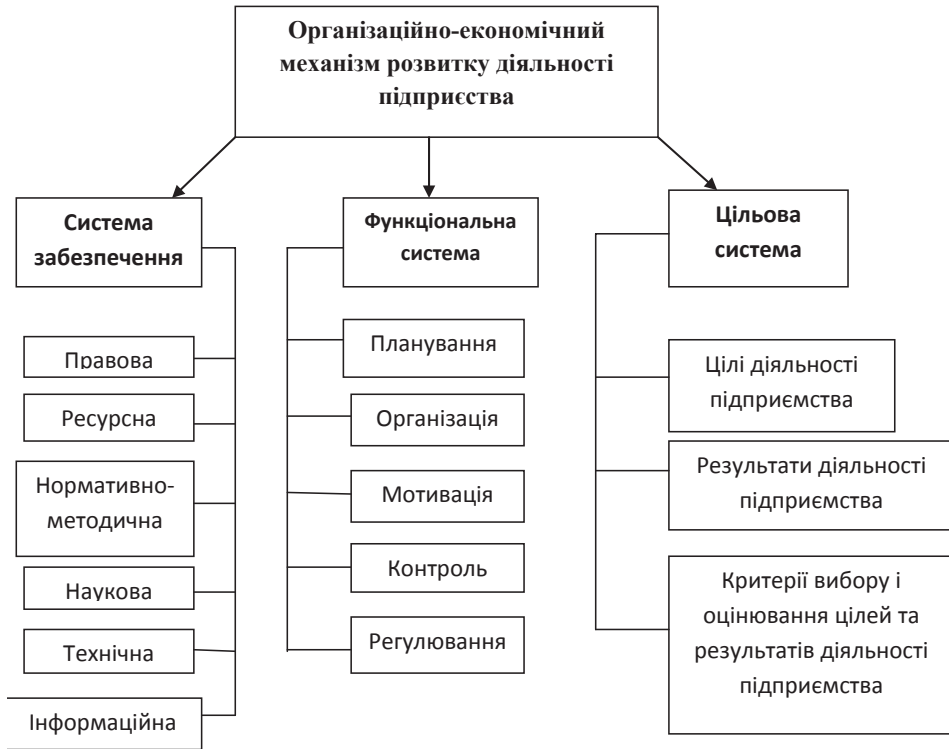 Організаційно-економічний
механізм розвитку діяльності
підприєства
Система
забезпечення
Правова
Ресурсна
Нормативно-
методична
Наукова
Технічна
Інформаційна
Функціональна
система
Планування
Організація
Мотивація
Контроль
Регулювання
Цільова
система
Цілі діяльності
підприємства
Результати діяльності
підприємства
Критерії вибору і
оцінювання цілей та
результатів діяльності
підприємства